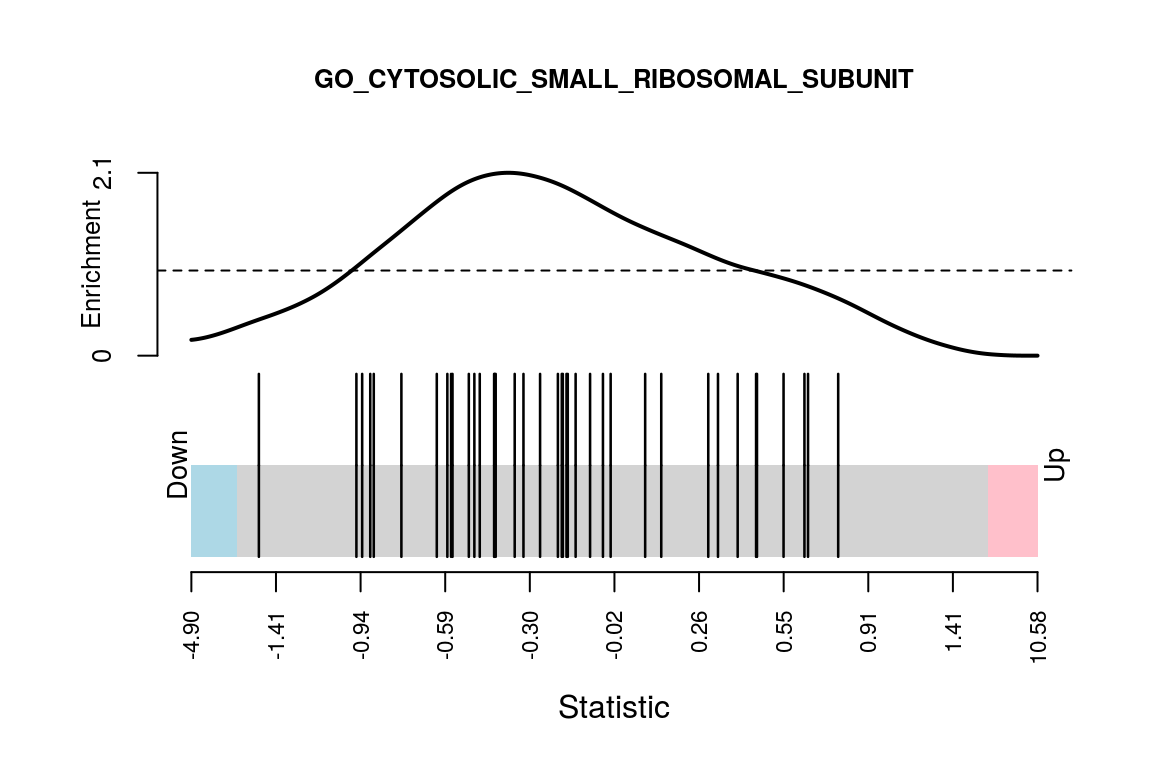 GO_CYTOSOLIC_SMALL_RIBOSOMAL_SUBUNIT
2.1
Enrichment
0
Down
Up
-4.90 -1.41 -0.94 -0.59 -0.30 -0.02 0.26 0.55 0.91 1.41 10.58
Statistic